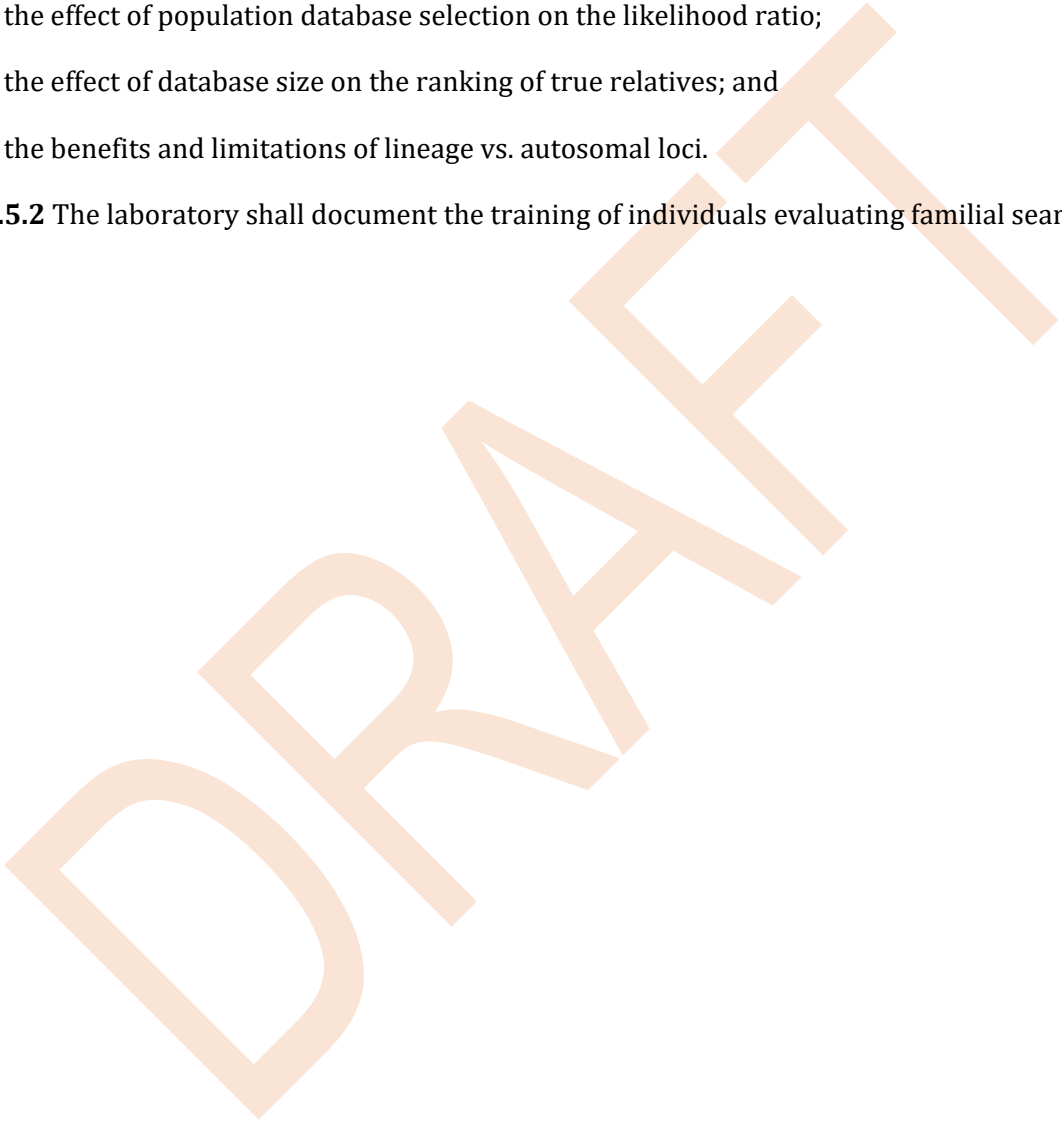 the effect of population database selection on the likelihood ratio;
the effect of database size on the ranking of true relatives; and
the benefits and limitations of lineage vs. autosomal loci.
.5.2 The laboratory shall document the training of individuals evaluating familial
DRAFT